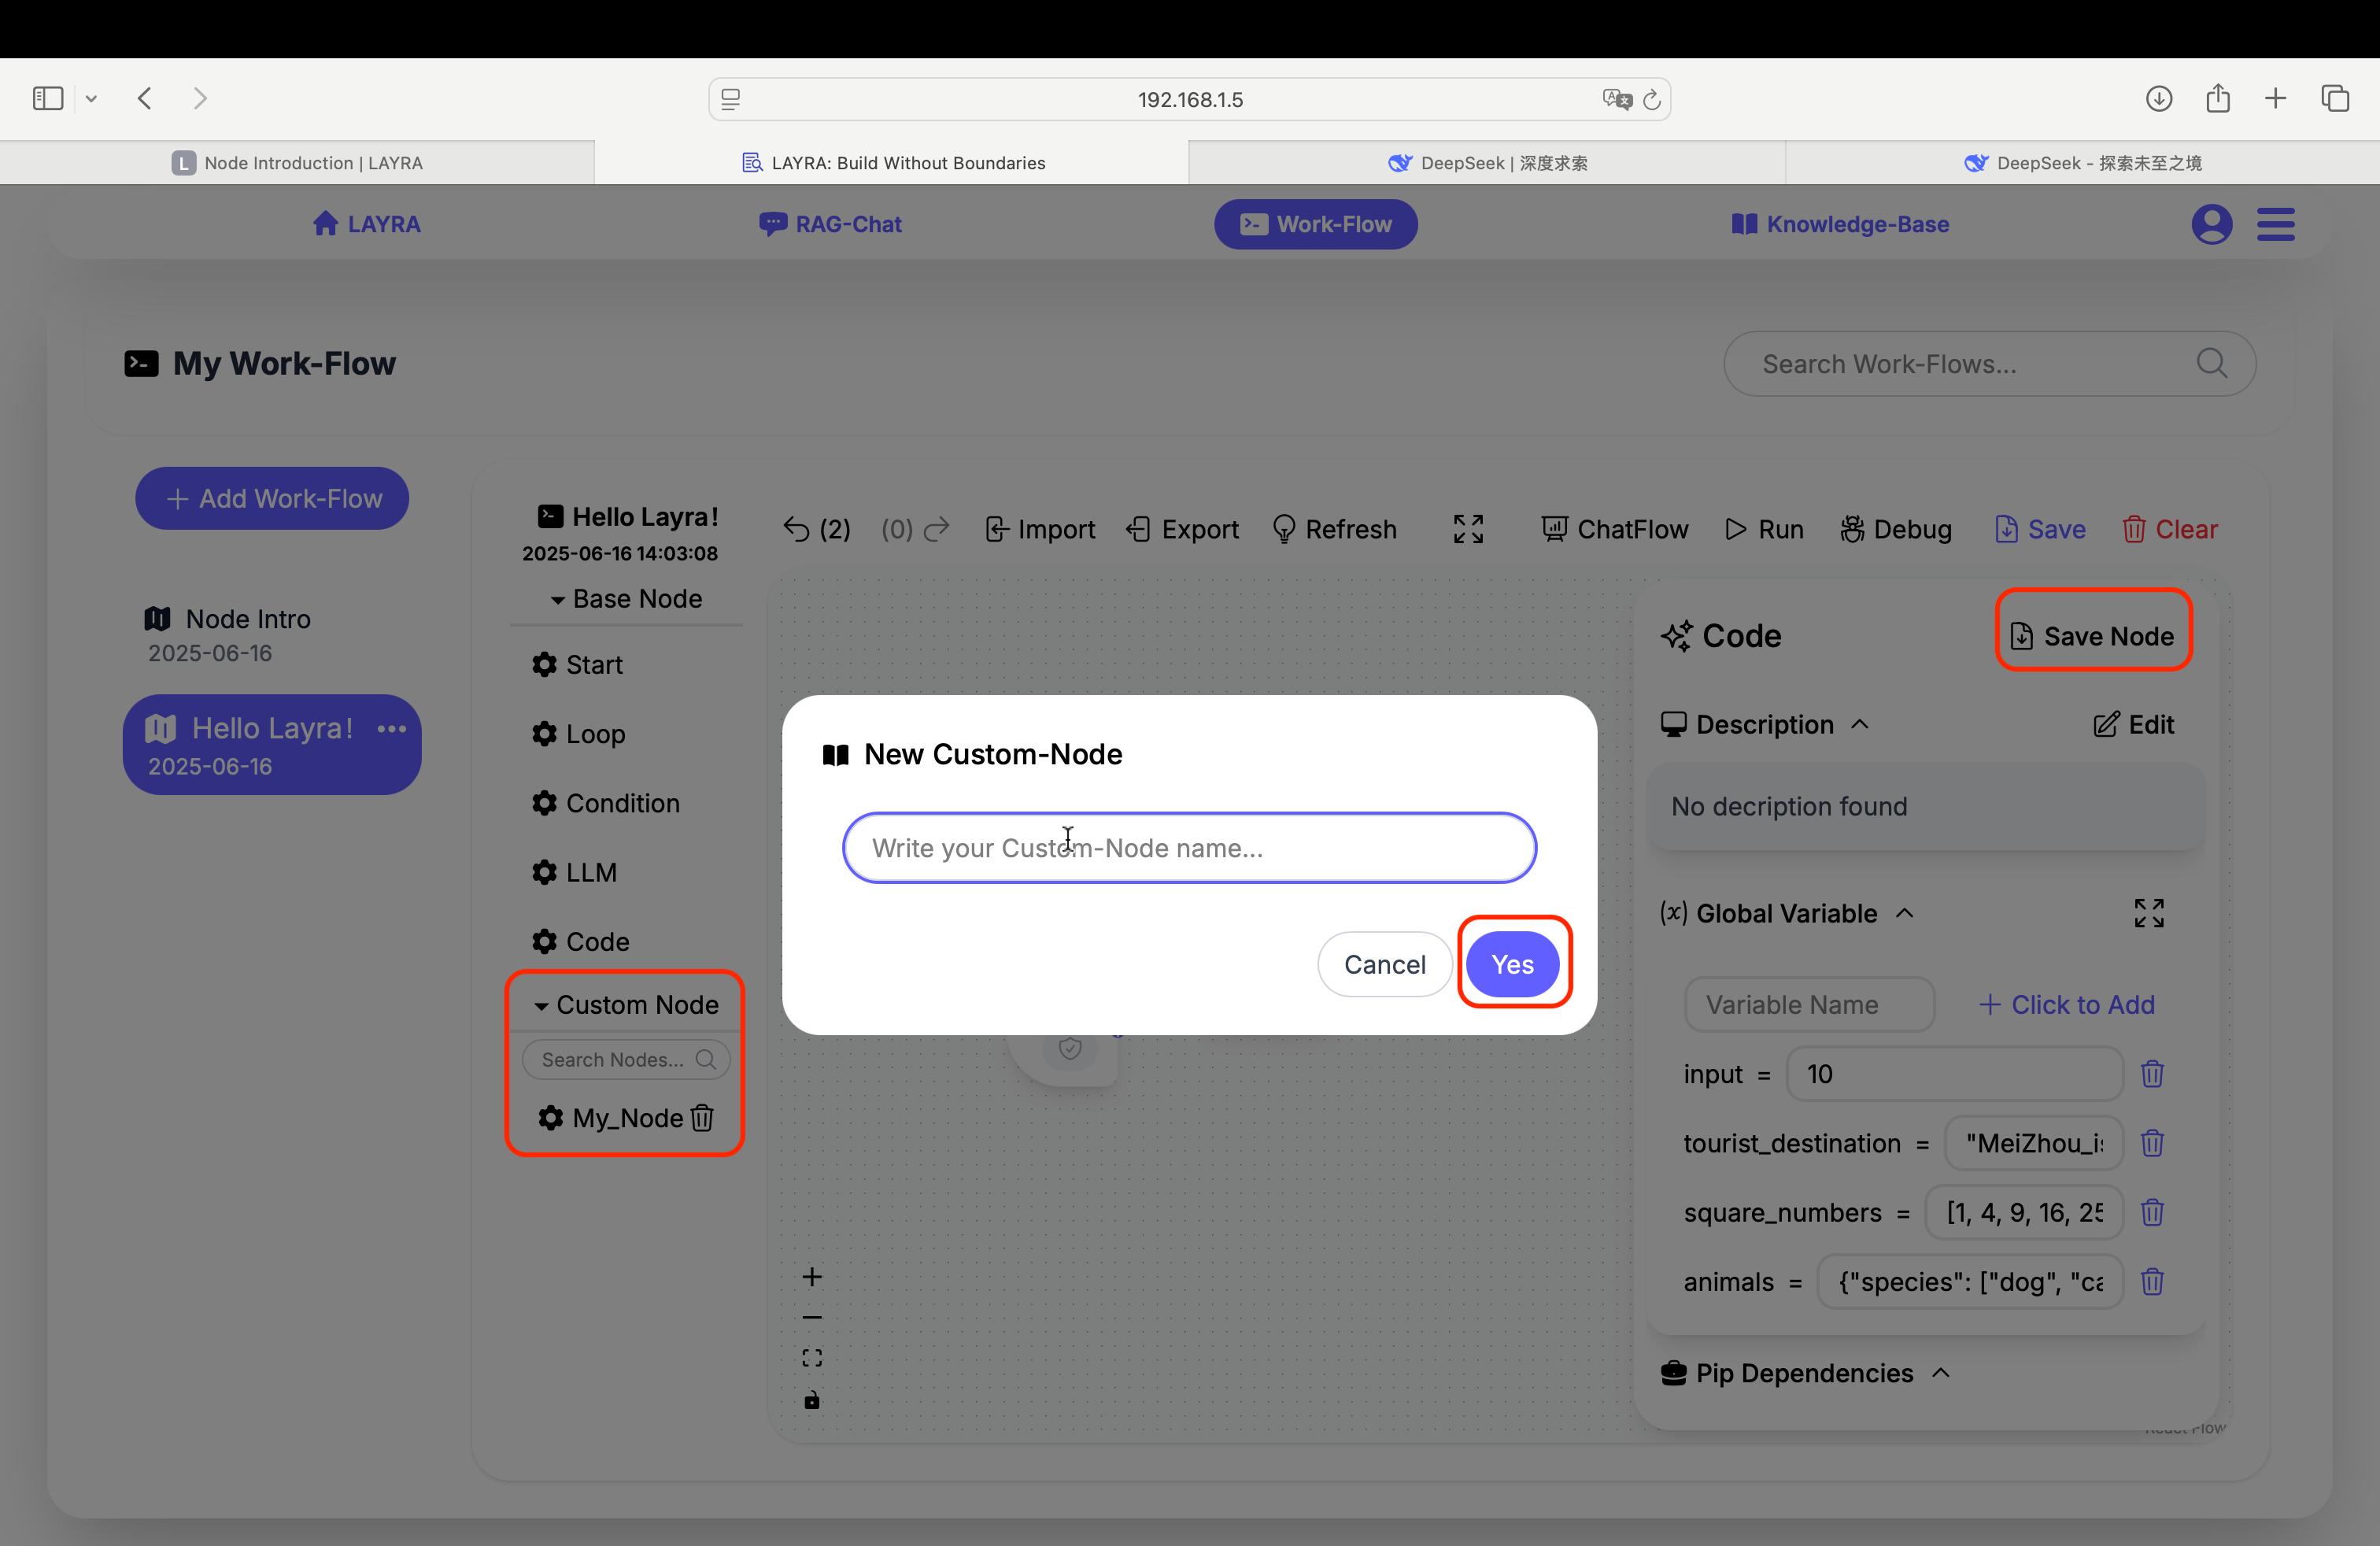 192.168.1.5
L Node Introduction | LAYRA
LAYRA: Build Without Boundaries
DeepSeek | 深度求索
DeepSeek - 探索未至之境
LAYRA
RAG-Chat
Work-Flow
Knowledge-Base
My Work-Flow
Search Work-Flows...
Add Work-Flow
Node Intro
2025-06-16
Hello Layra!
2025-06-16
Hello Layra!
2025-06-16 14:03:08
(2)
(0)
Import
Export
Refresh
ChatFlow
Run
Debug
Save
Clear
Base Node
Start
Loop
Condition
LLM
Code
Custom Node
Search Nodes...
My_Node
New Custom-Node
Write your Custom-Node name...
Cancel
Yes
Code
Save Node
Description
Edit
No decription found
(x) Global Variable
Variable Name
+ Click to Add
input = 10
tourist_destination = "MeiZhou_is
square_numbers = [1, 4, 9, 16, 25
animals = {"species": ["dog", "ca
Pip Dependencies
React Flow